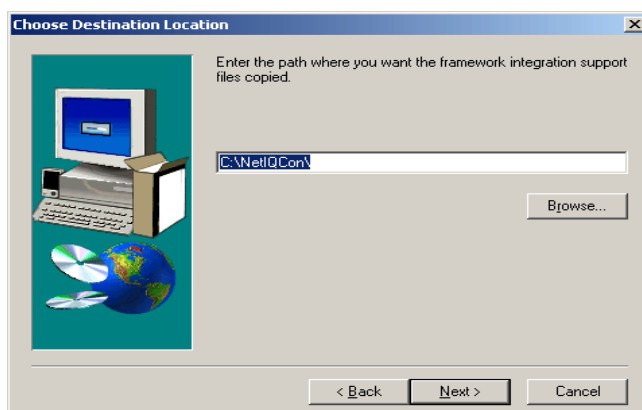 Choose Destination Location
Enter the path where you want the framework integration support
files copied.
C:\NetIQCon\
Browse...
< Back
Next >
Cancel